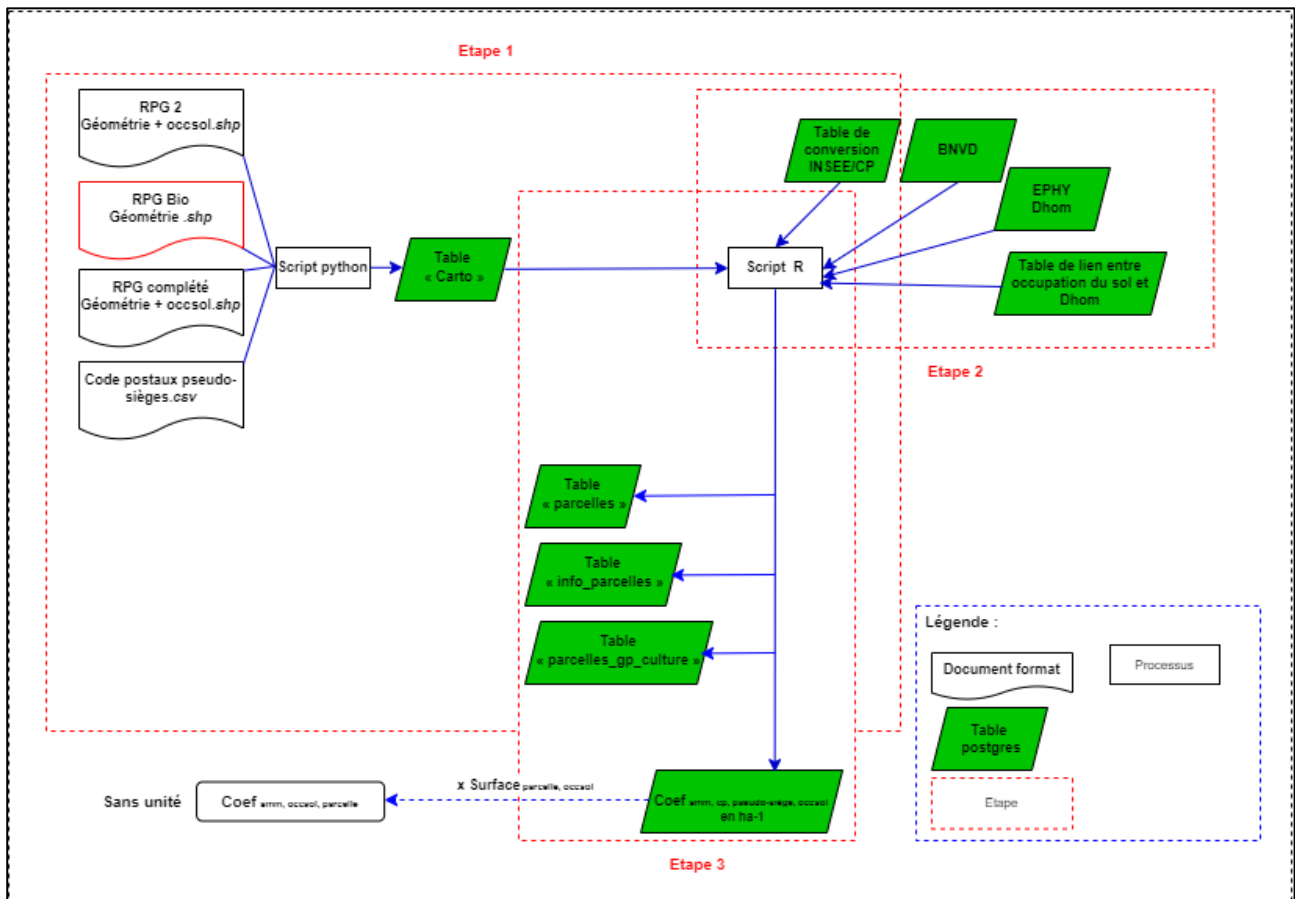 Etape 1
RPG 2
Géométrie + occsol.shp
RPG Bio
Géométrie .shp
RPG complété
Géométrie + occsol.shp
Code postaux pseudo-
sièges.csv
Script python
Table
« Carto »
Table de
conversion
INSEE/CP
BNVD
EPHY
Dhom
Table de lien entre
occupation du sol et
Dhom
Script R
Etape 2
Table
« parcelles »
Table
« info_parcelles »
Table
« parcelles_gp_culture »
Légende :
Document format
Processus
Table
postgres
Etape
Sans unité
Coef amm, occsol, parcelle
x Surface parcelle, occsol
Coef amm, cp, pseudo-siège, occsol
en ha-1
Etape 3